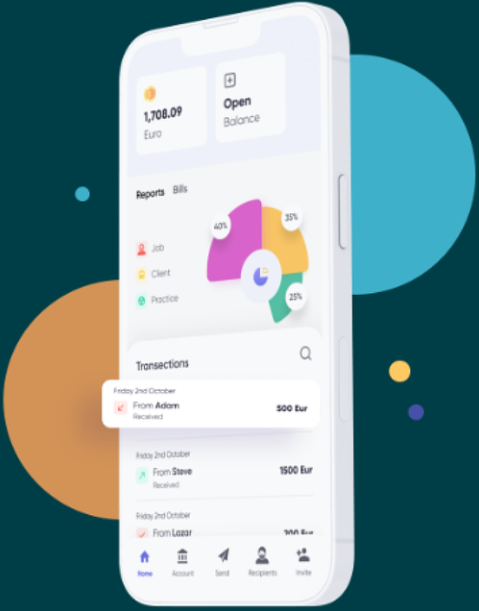 1,708.09
Euro
Open
Balance
Reports Bills
40%
35%
Job
Client
Practice
25%
Transactions
Friday 2nd October
From Adam
500 Eur
Received
Friday 2nd October
From Steve
1500 Eur
Received
Friday 2nd October
From Lazar
200 Eur
Home Account Send Recipients Invite